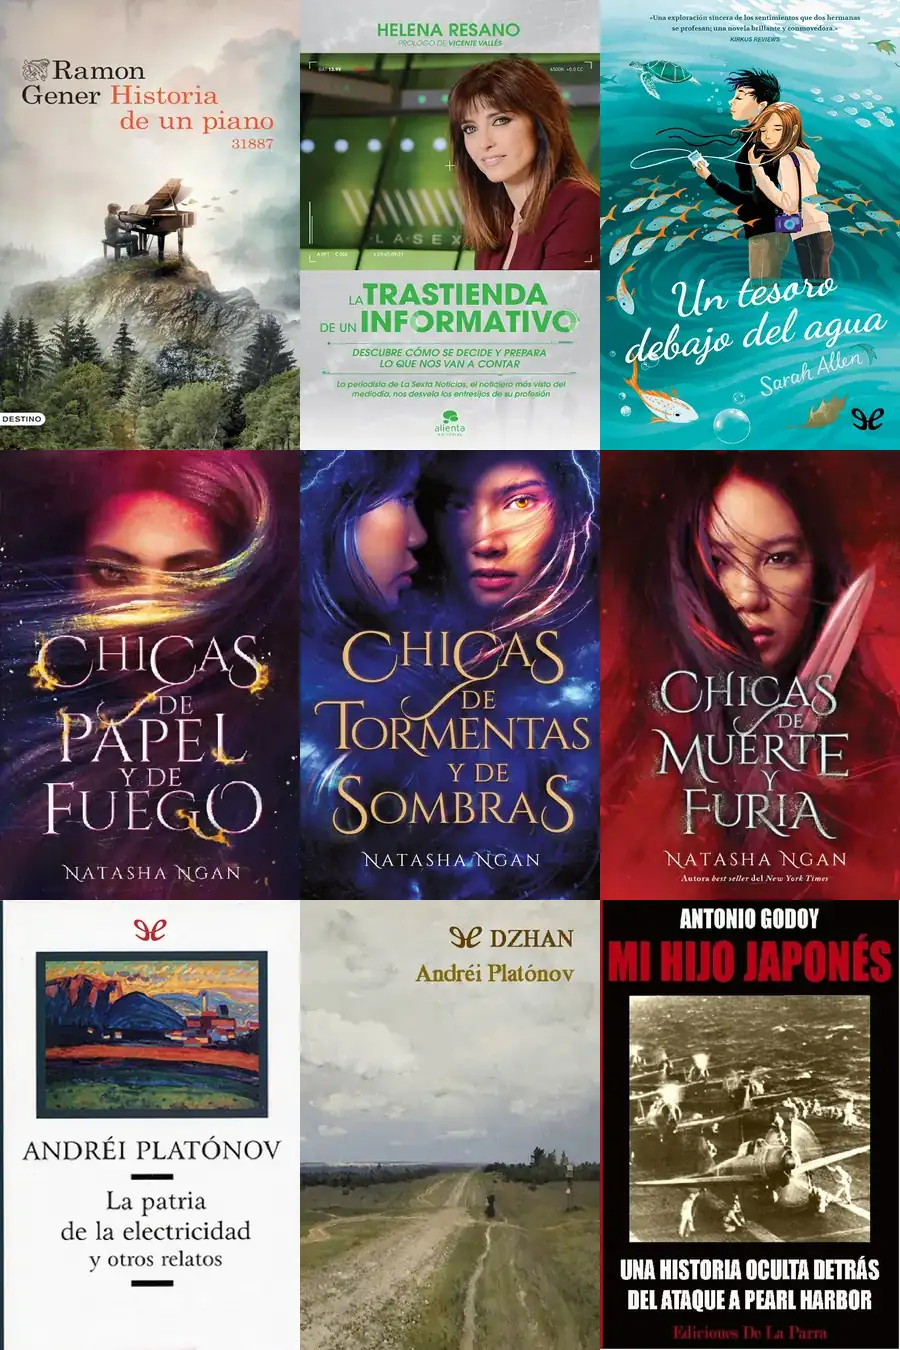 Ramon
Gener Historia
de un piano
31887
DESTINO
HELENA RESANO
PRÓLOGO DE VICENTE VALLÉS
LASEX
LA TRASTIENDA
DE UN INFORMATIVO
DESCUBRE CÓMO SE DECIDE Y PREPARA
LO QUE NOS VAN A CONTAR
La periodista de La Sexta Noticias, el noticiero más visto del
mediodía, nos desvela los entresijos de su profesión
alienta
EDITORIAL
«Una exploración sincera de los sentimientos que dos hermanas
se profesan; una novela brillante y conmovedora.»
KIRKUS REVIEWS
Un tesoro
debajo del agua
Sarah Allen
CHICAS
DE
PAPEL
Y DE
FUEGO
NATASHA NGAN
CHICAS
DE
TORMENTAS
Y DE
SOMBRAS
NATASHA NGAN
CHICAS
DE
MUERTE
Y
FURIA
NATASHA NGAN
Autora best seller del New York Times
ANDRÉI PLATÓNOV
La patria
de la electricidad
y otros relatos
DZHAN
Andréi Platónov
ANTONIO GODOY
MI HIJO JAPONÉS
UNA HISTORIA OCULTA DETRÁS
DEL ATAQUE A PEARL HARBOR
Ediciones De La Parra